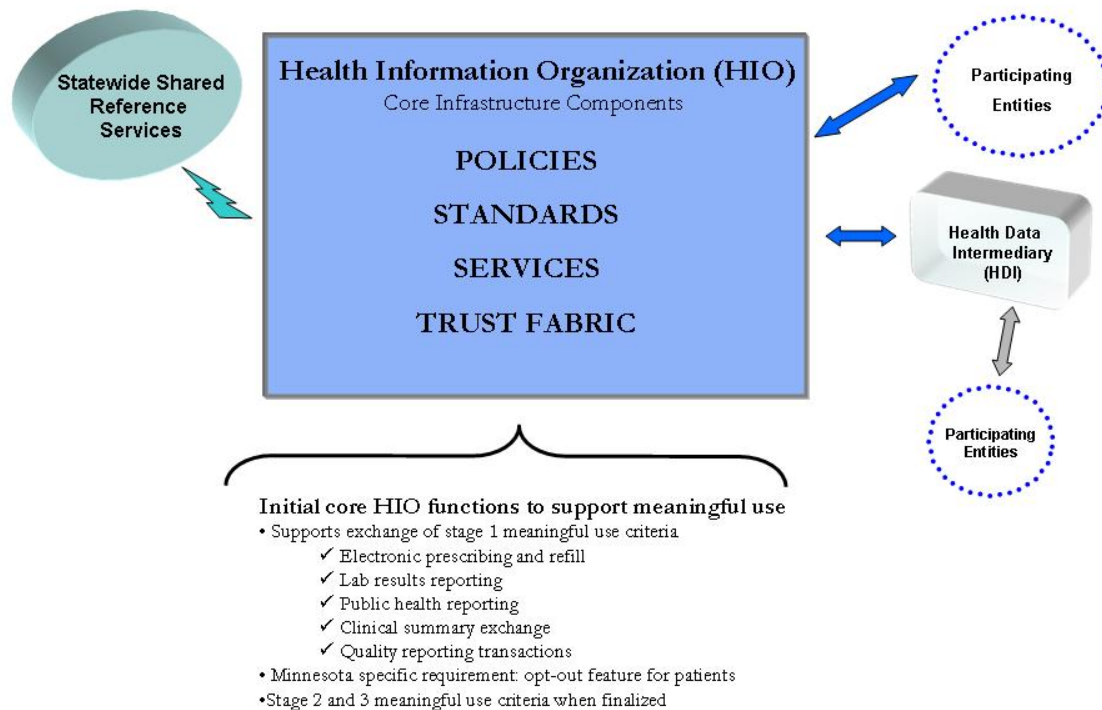 Statewide Shared
Reference
Services
Health Information Organization (HIO)
Core Infrastructure Components
POLICIES
STANDARDS
SERVICES
TRUST FABRIC
Participating
Entities
Health Data
Intermediary
(HDI)
Participating
Entities
Initial core HIO functions to support meaningful use
• Supports exchange of stage 1 meaningful use criteria
✓ Electronic prescribing and refill
✓ Lab results reporting
✓ Public health reporting
✓ Clinical summary exchange
✓ Quality reporting transactions
• Minnesota specific requirement: opt-out feature for patients
•Stage 2 and 3 meaningful use criteria when finalized